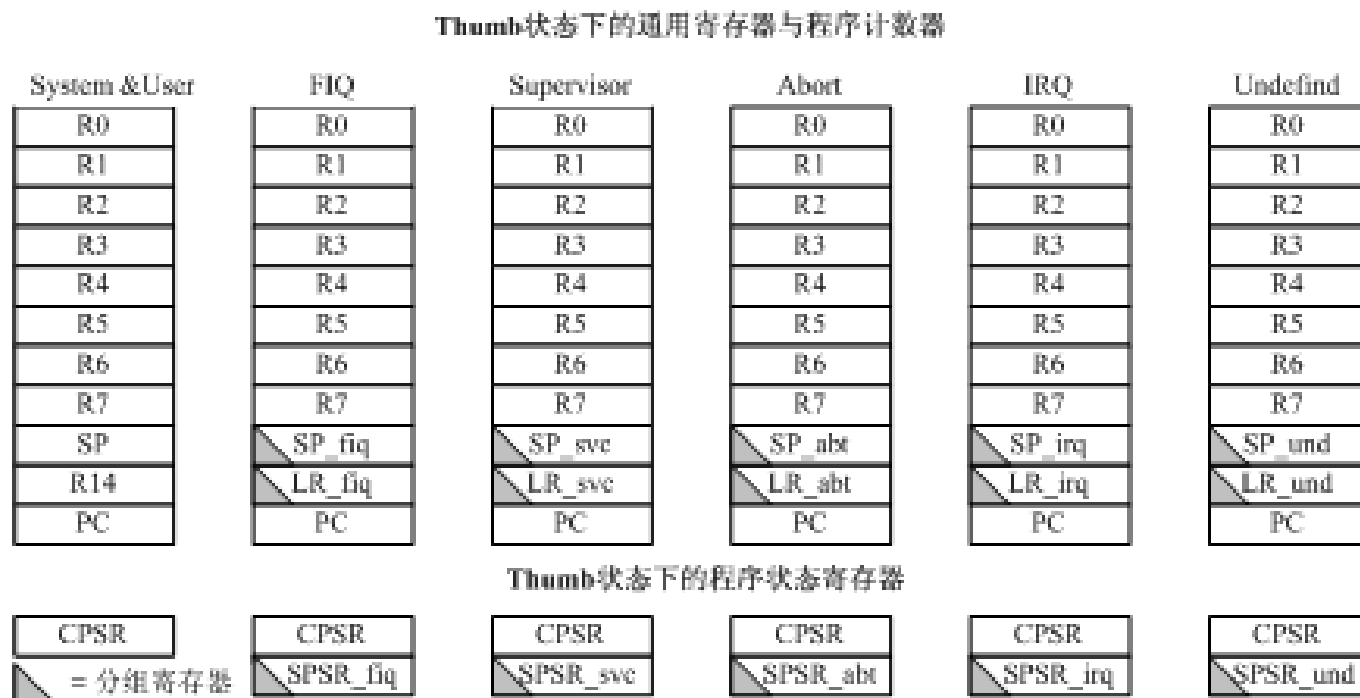 Thumb状态下的通用寄存器与程序计数器
System &User FIQ Supervisor Abort IRQ Undefind
R0 R0 R0 R0 R0 R0
R1 R1 R1 R1 R1 R1
R2 R2 R2 R2 R2 R2
R3 R3 R3 R3 R3 R3
R4 R4 R4 R4 R4 R4
R5 R5 R5 R5 R5 R5
R6 R6 R6 R6 R6 R6
R7 R7 R7 R7 R7 R7
SP SP_fiq SP_svc SP_abt SP_irq SP_und
R14 LR_fiq LR_svc LR_abt LR_irq LR_und
PC PC PC PC PC PC
Thumb状态下的程序状态寄存器
CPSR CPSR CPSR CPSR CPSR CPSR
= 分组寄存器 SPSR_fiq SPSR_svc SPSR_abt SPSR_irq SPSR_und